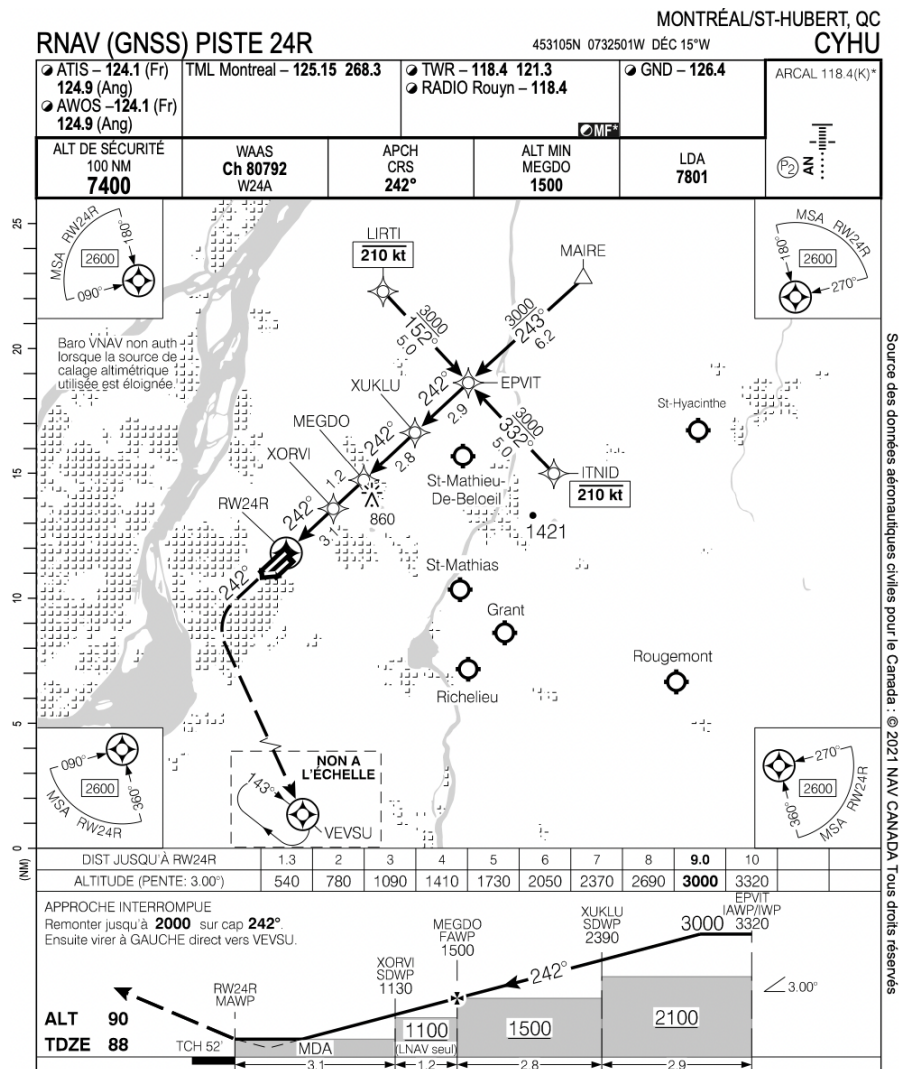 MONTRÉAL/ST-HUBERT, QC
RNAV (GNSS) PISTE 24R
453105N 0732501W DÉC 15°W
CYHU
ATIS – 124.1 (Fr)
124.9 (Ang)
AWOS –124.1 (Fr)
124.9 (Ang)
TML Montreal – 125.15 268.3
TWR – 118.4 121.3
RADIO Rouyn – 118.4
MF*
GND – 126.4
ARCAL 118.4(K)*
P2
AN
ALT DE SÉCURITÉ
100 NM
7400
WAAS
Ch 80792
W24A
APCH
CRS
242°
ALT MIN
MEGDO
1500
LDA
7801
25
20
15
10
5
0
(NM)
MSA RW24R
180°
2600
090°
MSA RW24R
180°
2600
270°
Baro VNAV non auth
lorsque la source de
calage altimétrique
utilisée est éloignée.
LIRTI
210 kt
MAIRE
3000
152°
5.0
3000
243°
6.2
EPVIT
XUKLU
242°
2.9
MEGDO
242°
2.8
XORVI
1.2
RW24R
242°
3.1
860
3000
332°
5.0
ITNID
210 kt
St-Hyacinthe
St-Mathieu-
De-Beloeil
1421
St-Mathias
Grant
Richelieu
Rougemont
242°
NON A
L'ÉCHELLE
143°
VEVSU
090°
360°
2600
MSA RW24R
270°
360°
2600
MSA RW24R
Source des données aéronautiques civiles pour le Canada : © 2021 NAV CANADA Tous droits réservés
DIST JUSQU'À RW24R 1.3 2 3 4 5 6 7 8 9.0 10
ALTITUDE (PENTE: 3.00°) 540 780 1090 1410 1730 2050 2370 2690 3000 3320
APPROCHE INTERROMPUE
Remonter jusqu'à 2000 sur cap 242°.
Ensuite virer à GAUCHE direct vers VEVSU.
RW24R
MAWP
XORVI
SDWP
1130
MEGDO
FAWP
1500
XUKLU
SDWP
2390
EPVIT
IAWP/IWP
3000 3320
242°
3.00°
ALT 90
TDZE 88
TCH 52'
MDA
1100
(LNAV seul)
1500
2100
3.1
1.2
2.8
2.9